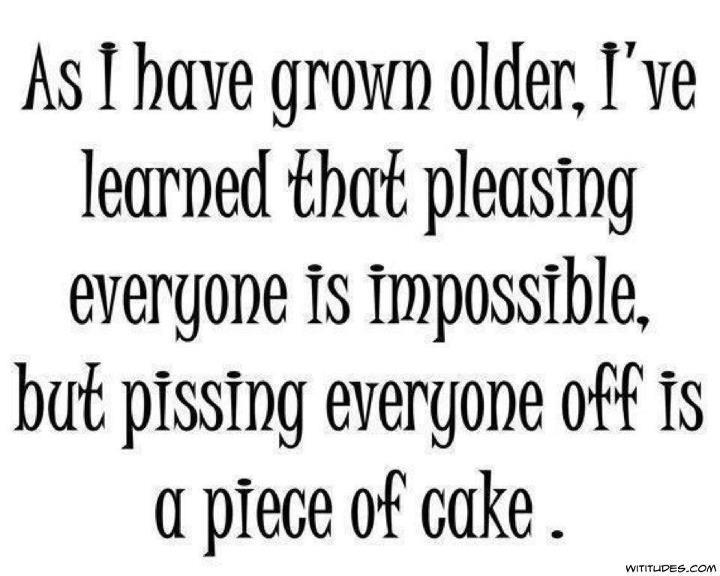 As I have grown older, I've
learned that pleasing
everyone is impossible,
but pissing everyone off is
a piece of cake .
WITITUDES.COM